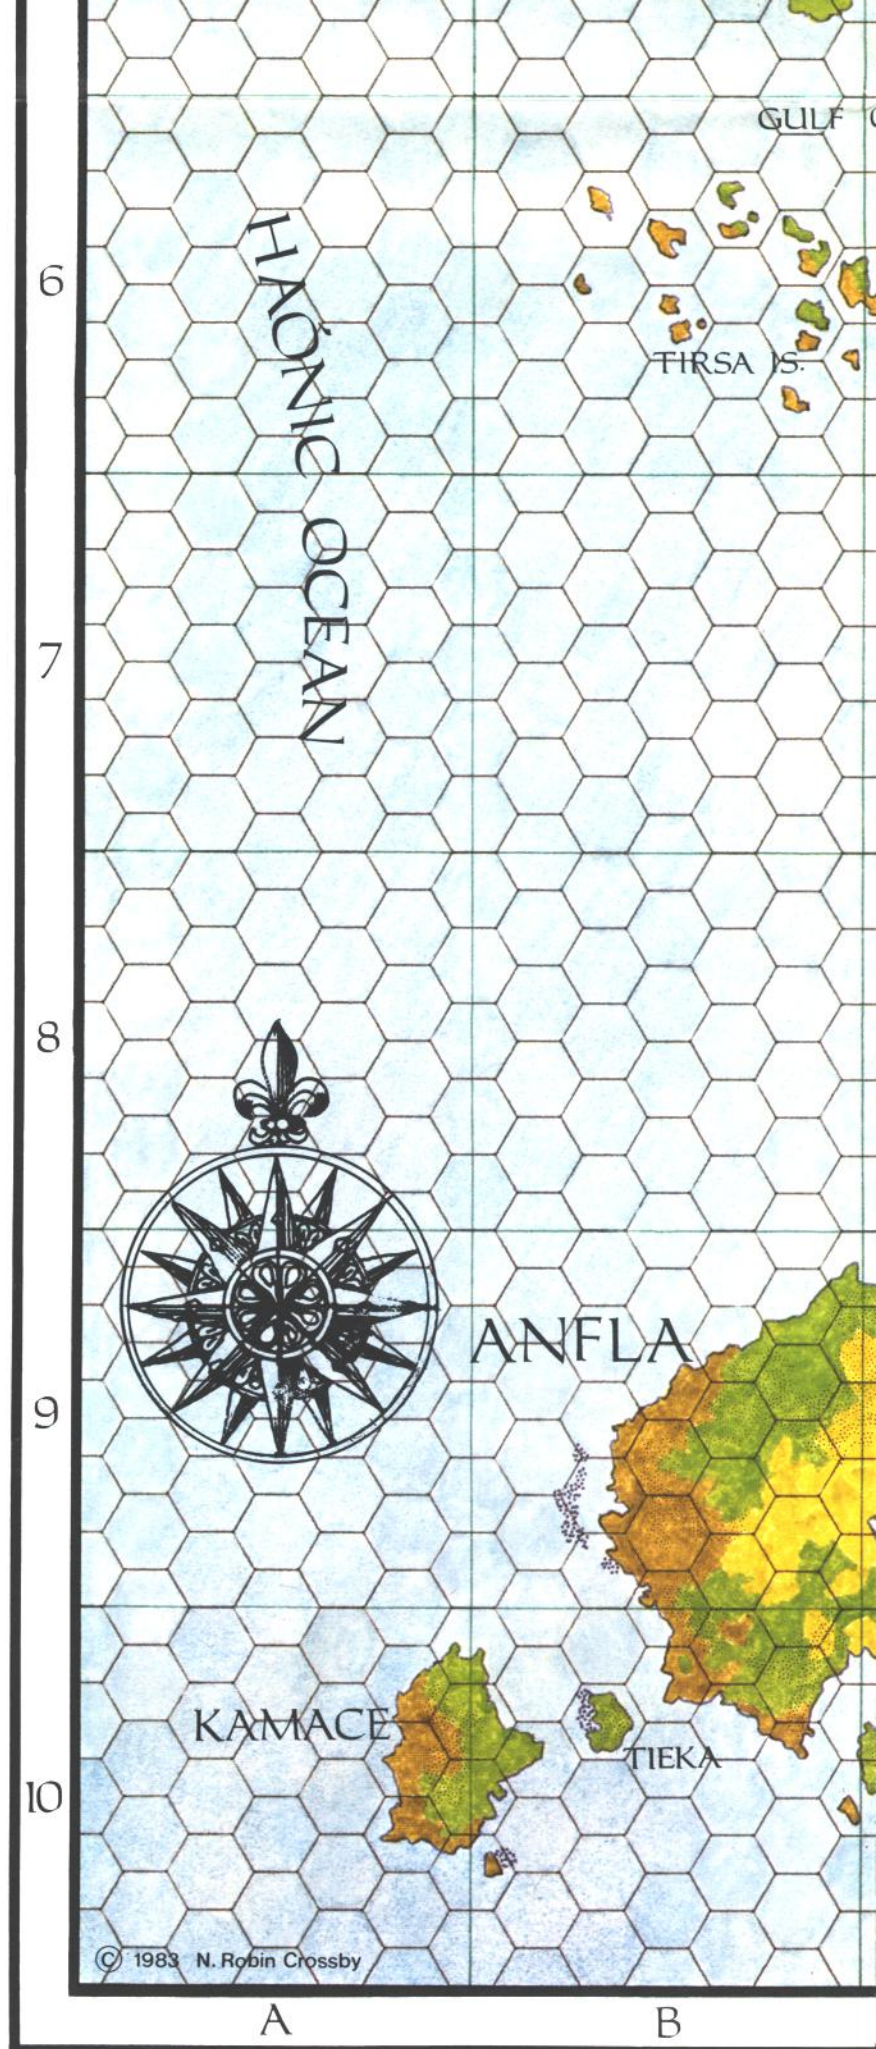 GULF
6
HAÓNIC OCEAN
TIRSA IS.
7
8
ANFLA
9
KAMACE
TIEKA
10
© 1983 N. Robin Crossby
A
B